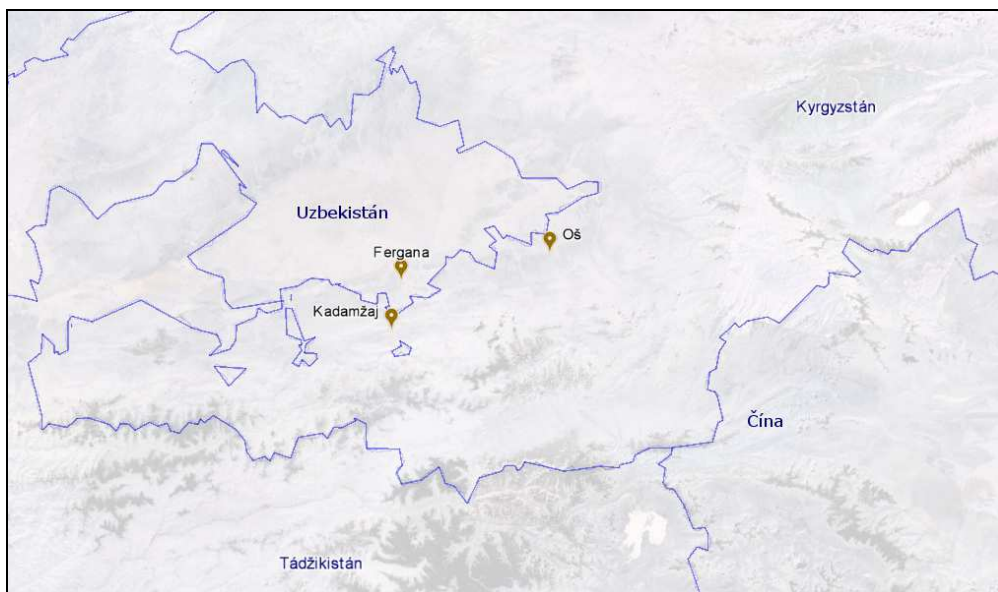 Kyrgyzstán
Uzbekistán
Oš
Fergana
Kadamžaj
Čína
Tádžikistán